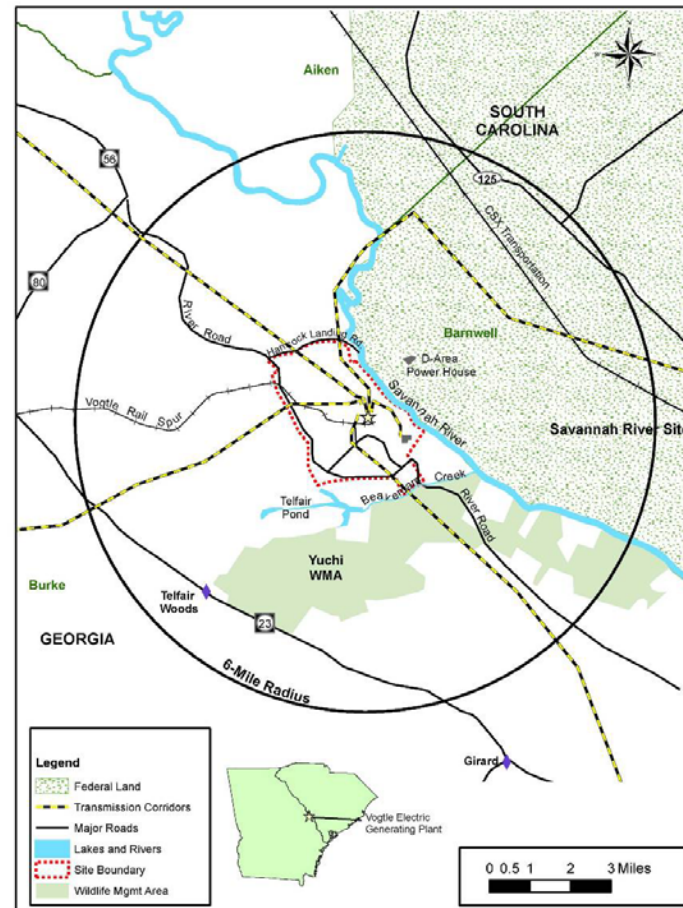 Aiken
SOUTH
CAROLINA
56
125
CSX Transportation
80
River Road
Hancock Landing Rd
Barnwell
D-Area
Power House
Vogtle Rail Spur
Savannah River
Savannah River Site
Telfair
Pond
Beaverdam Creek
River Road
Yuchi
WMA
Burke
Telfair
Woods
23
GEORGIA
6-Mile Radius
Girard
Legend
Federal Land
Transmission Corridors
Major Roads
Lakes and Rivers
Site Boundary
Wildlife Mgmt Area
Vogtle Electric
Generating Plant
0 0.5 1 2 3 Miles